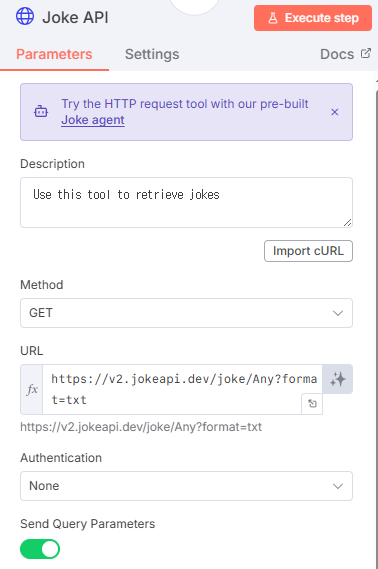 Joke API
Execute step
Parameters
Settings
Docs
Try the HTTP request tool with our pre-built
Joke agent
Description
Use this tool to retrieve jokes
Import cURL
Method
GET
URL
fx
https://v2.jokeapi.dev/joke/Any?forma
t=txt
https://v2.jokeapi.dev/joke/Any?format=txt
Authentication
None
Send Query Parameters